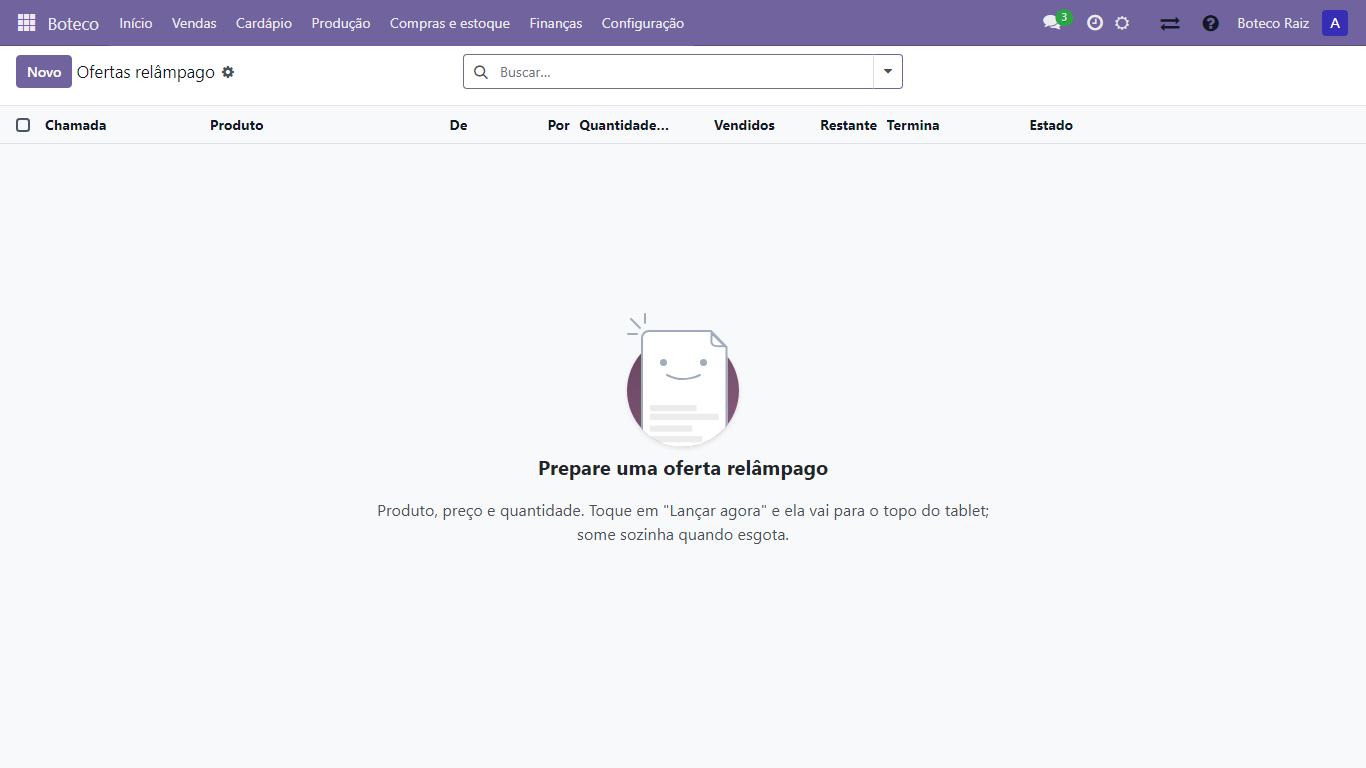 Boteco Início Vendas Cardápio Produção Compras e estoque Finanças Configuração 3 Boteco Raiz A
Novo Ofertas relâmpago Buscar...
Chamada Produto De Por Quantidade... Vendidos Restante Termina Estado
Prepare uma oferta relâmpago
Produto, preço e quantidade. Toque em "Lançar agora" e ela vai para o topo do tablet;
some sozinha quando esgota.